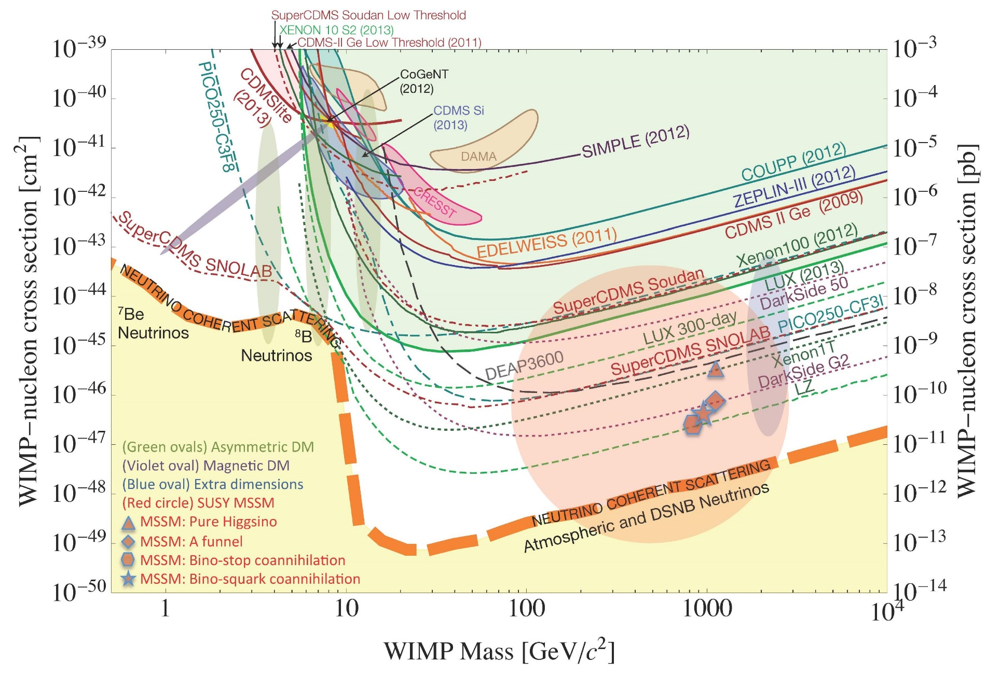 SuperCDMS Soudan Low Threshold
XENON 10 S2 (2013)
CDMS-II Ge Low Threshold (2011)
10−39
10−40
10−41
10−42
10−43
10−44
10−45
10−46
10−47
10−48
10−49
10−50
WIMP−nucleon cross section [cm2]
10−3
10−4
10−5
10−6
10−7
10−8
10−9
10−10
10−11
10−12
10−13
10−14
WIMP−nucleon cross section [pb]
PICO250-C3F8
CDMSlite
(2013)
CoGeNT
(2012)
CDMS Si
(2013)
DAMA
SIMPLE (2012)
COUPP (2012)
ZEPLIN-III (2012)
CRESST
CDMS II Ge (2009)
EDELWEISS (2011)
SuperCDMS SNOLAB
Xenon100 (2012)
LUX (2013)
SuperCDMS Soudan
DarkSide 50
NEUTRINO COHERENT SCATTERING
7Be
Neutrinos
8B
Neutrinos
LUX 300-day
PICO250-CF3I
SuperCDMS SNOLAB
DEAP3600
Xenon1T
DarkSide G2
LZ
(Green ovals) Asymmetric DM
(Violet oval) Magnetic DM
(Blue oval) Extra dimensions
(Red circle) SUSY MSSM
MSSM: Pure Higgsino
MSSM: A funnel
MSSM: Bino-stop coannihilation
MSSM: Bino-squark coannihilation
NEUTRINO COHERENT SCATTERING
Atmospheric and DSNB Neutrinos
1
10
100
1000
104
WIMP Mass [GeV/c2]